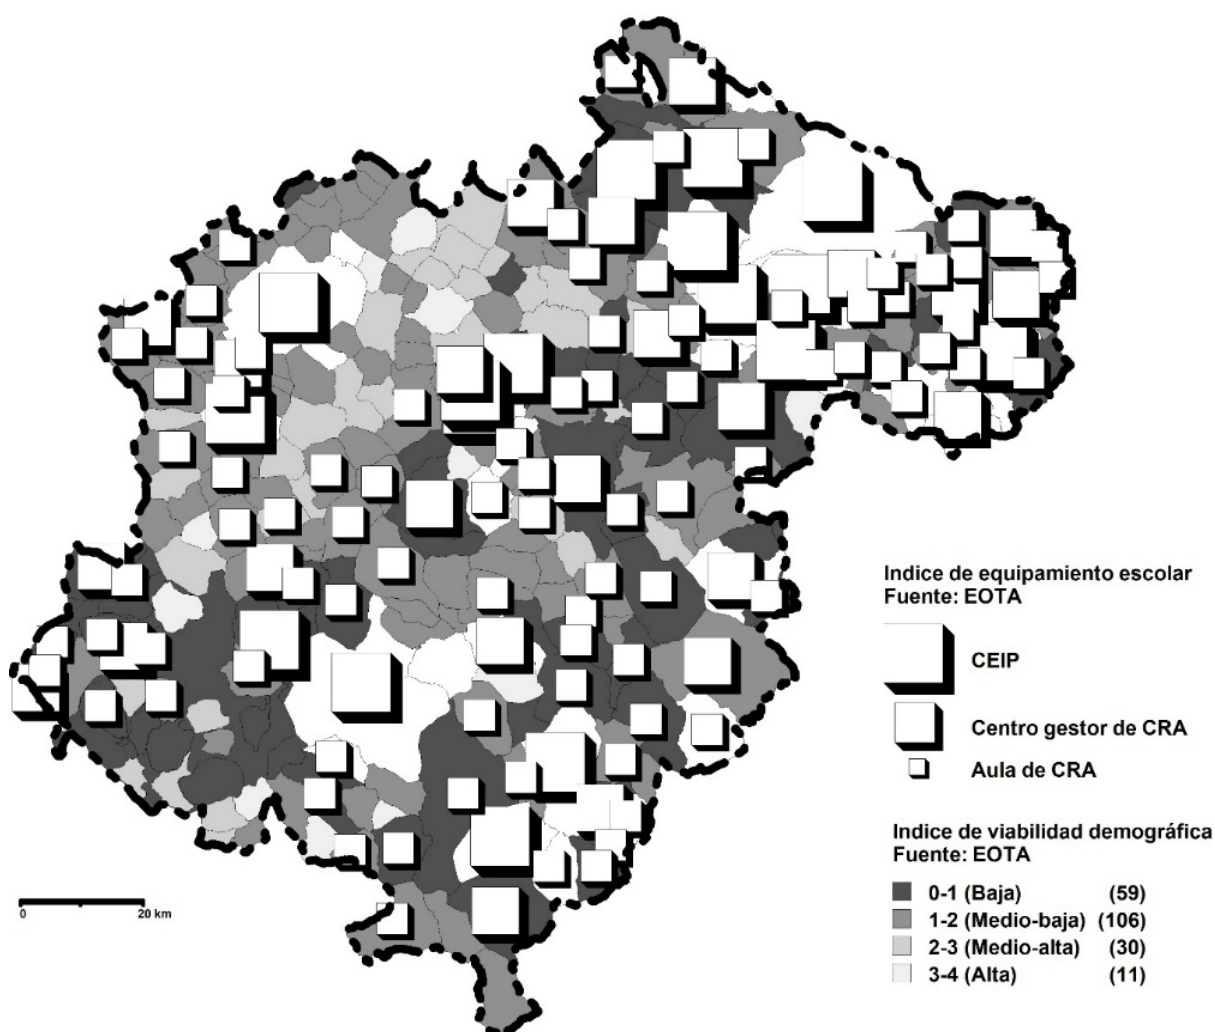 Indice de equipamiento escolar
Fuente: EOTA
CEIP
Centro gestor de CRA
Aula de CRA
Indice de viabilidad demográfica
Fuente: EOTA
0-1 (Baja) (59)
1-2 (Medio-baja) (106)
2-3 (Medio-alta) (30)
3-4 (Alta) (11)
0 20 km